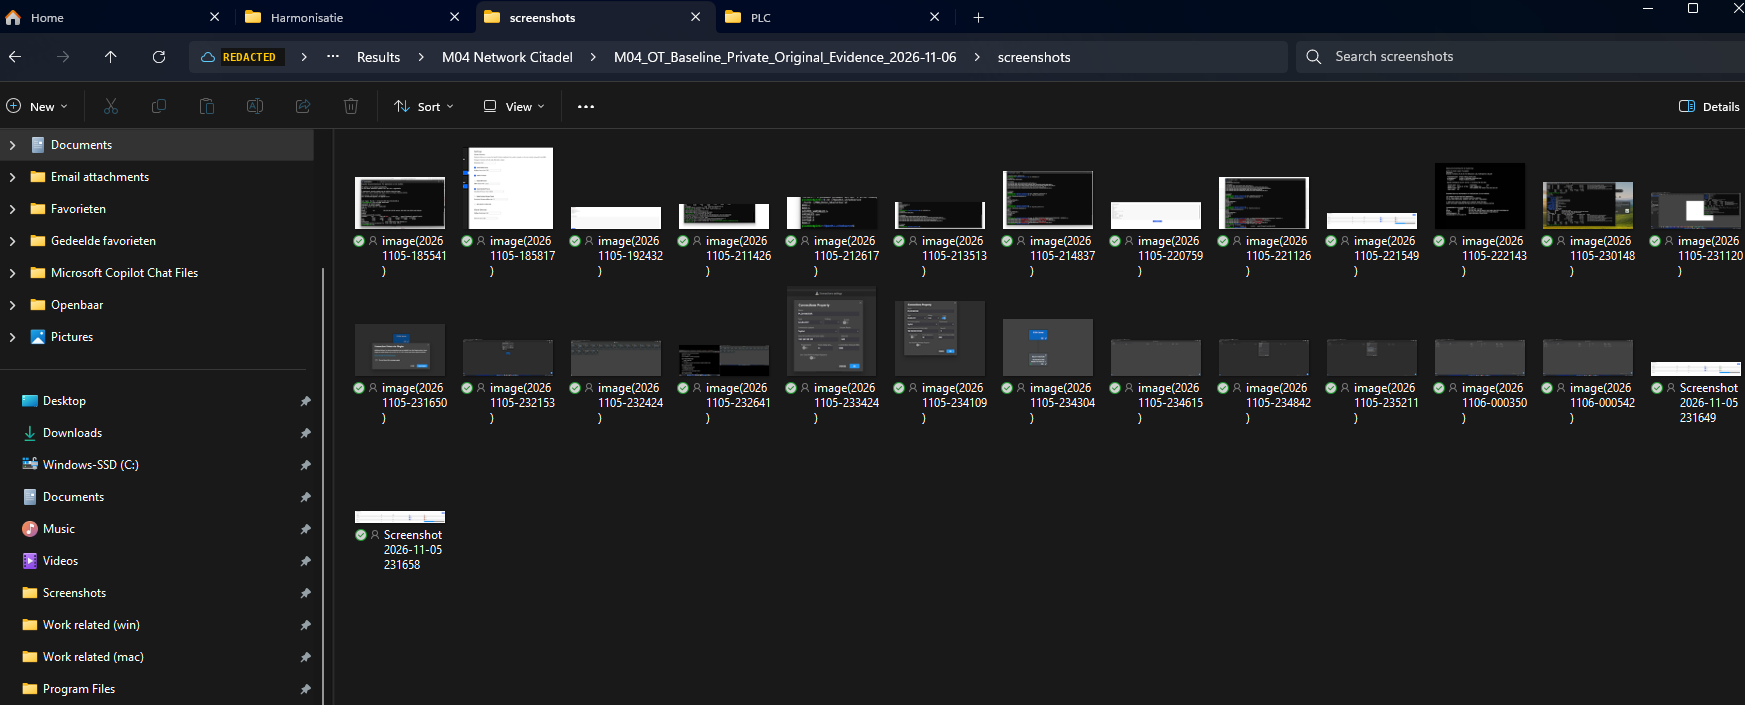 Home
Harmonisatie
screenshots
PLC
REDACTED
Results
M04 Network Citadel
M04_OT_Baseline_Private_Original_Evidence_2026-11-06
screenshots
Search screenshots
New
Sort
View
Details
Documents
Email attachments
Favorieten
Gedeelde favorieten
Microsoft Copilot Chat Files
Openbaar
Pictures
Desktop
Downloads
Windows-SSD (C:)
Documents
Music
Videos
Screenshots
Work related (win)
Work related (mac)
Program Files
image(2026
1105-185541
)
image(2026
1105-185817
)
image(2026
1105-192432
)
image(2026
1105-211426
)
image(2026
1105-212617
)
image(2026
1105-213513
)
image(2026
1105-214837
)
image(2026
1105-220759
)
image(2026
1105-221126
)
image(2026
1105-221549
)
image(2026
1105-222143
)
image(2026
1105-230148
)
image(2026
1105-231120
)
image(2026
1105-231650
)
image(2026
1105-232153
)
image(2026
1105-232424
)
image(2026
1105-232641
)
image(2026
1105-233424
)
image(2026
1105-234109
)
image(2026
1105-234304
)
image(2026
1105-234615
)
image(2026
1105-234842
)
image(2026
1105-235211
)
image(2026
1106-000350
)
image(2026
1106-000542
)
Screenshot
2026-11-05
231649
Screenshot
2026-11-05
231658